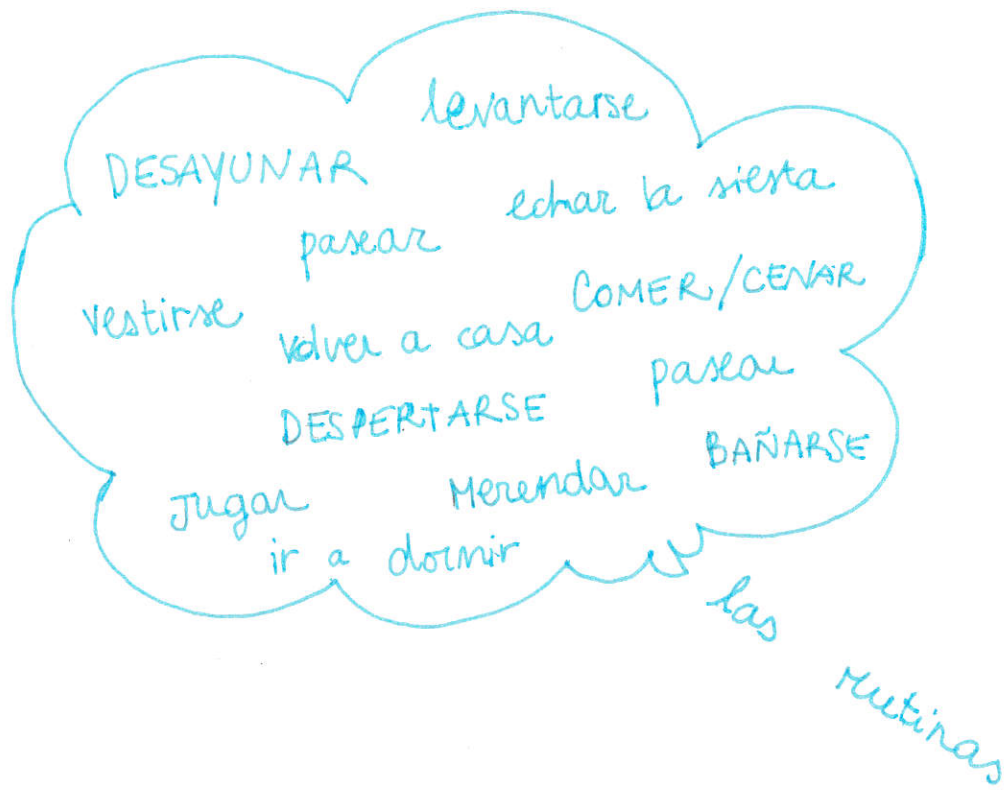 levantarse
DESAYUNAR
echar la siesta
pasear
COMER/CENAR
vestirse
volver a casa
pasear
DESPERTARSE
BAÑARSE
Jugar
Merendar
ir a dormir
las
rutinas